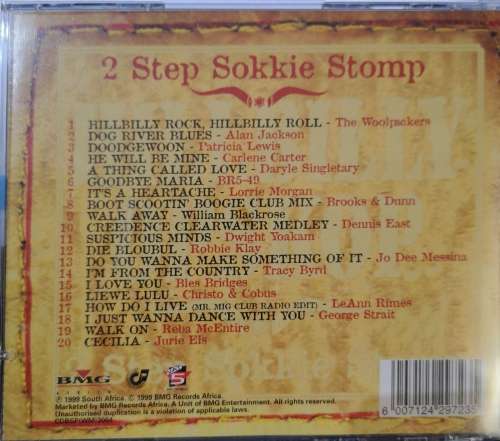 2 Step Sokkie Stomp
1 HILLBILLY ROCK, HILLBILLY ROLL - The Woolpackers
2 DOG RIVER BLUES - Alan Jackson
3 DOODGEWOON - Patricia Lewis
4 HE WILL BE MINE - Carlene Carter
5 A THING CALLED LOVE - Daryle Singletary
6 GOODBYE MARIA - BR5-49
7 IT'S A HEARTACHE - Lorrie Morgan
8 BOOT SCOOTIN' BOOGIE CLUB MIX - Brooks & Dunn
9 WALK AWAY - William Blackrose
10 CREEDENCE CLEARWATER MEDLEY - Dennis East
11 SUSPICIOUS MINDS - Dwight Yoakam
12 DIE BLOUBUL - Robbie Klay
13 DO YOU WANNA MAKE SOMETHING OF IT - Jo Dee Messina
14 I'M FROM THE COUNTRY - Tracy Byrd
15 I LOVE YOU - Bles Bridges
16 LIEWE LULU - Christo & Cobus
17 HOW DO I LIVE (MR. MIG CLUB RADIO EDIT) - LeAnn Rimes
18 I JUST WANNA DANCE WITH YOU - George Strait
19 WALK ON - Reba McEntire
20 CECILIA - Jurie Els
BMG
AFRICA
5
℗ 1999 South Africa. © 1999 BMG Records Africa.
Marketed by BMG Records Africa. A Unit of BMG Entertainment. All rights reserved.
Unauthorised duplication is a violation of applicable laws.
6 007124 297235